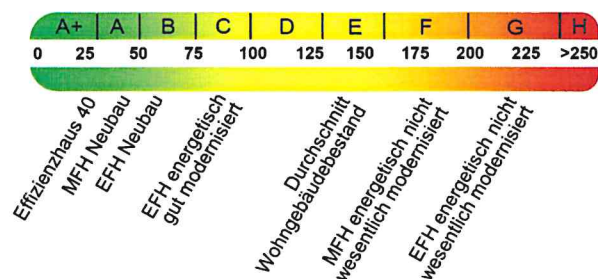 A+ A B C D E F G H
0 25 50 75 100 125 150 175 200 225 >250
Effizienzhaus 40
MFH Neubau
EFH Neubau
EFH energetisch
gut modernisiert
Durchschnitt
Wohngebäudebestand
MFH energetisch nicht
wesentlich modernisiert
EFH energetisch nicht
wesentlich modernisiert